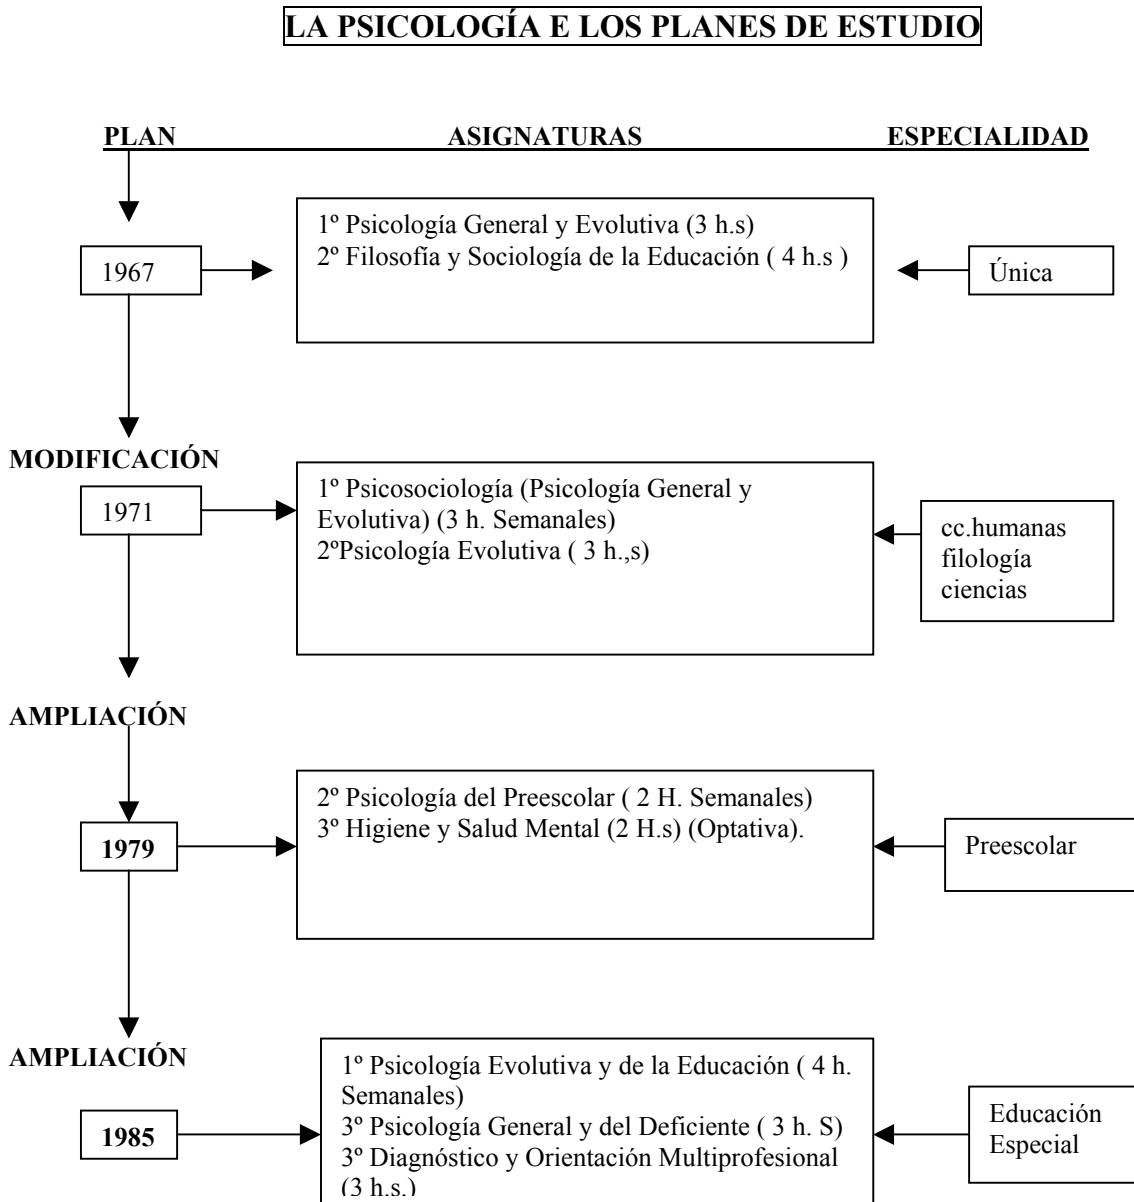 LA PSICOLOGÍA E LOS PLANES DE ESTUDIO
PLAN ASIGNATURAS ESPECIALIDAD
1º Psicología General y Evolutiva (3 h.s)
2º Filosofía y Sociología de la Educación ( 4 h.s )
1967
Única
MODIFICACIÓN
1971
1º Psicosociología (Psicología General y
Evolutiva) (3 h. Semanales)
2ºPsicología Evolutiva ( 3 h.,s)
cc.humanas
filología
ciencias
AMPLIACIÓN
1979
2º Psicología del Preescolar ( 2 H. Semanales)
3º Higiene y Salud Mental (2 H.s) (Optativa).
Preescolar
AMPLIACIÓN
1985
1º Psicología Evolutiva y de la Educación ( 4 h.
Semanales)
3º Psicología General y del Deficiente ( 3 h. S)
3º Diagnóstico y Orientación Multiprofesional
(3 h.s.)
Educación
Especial